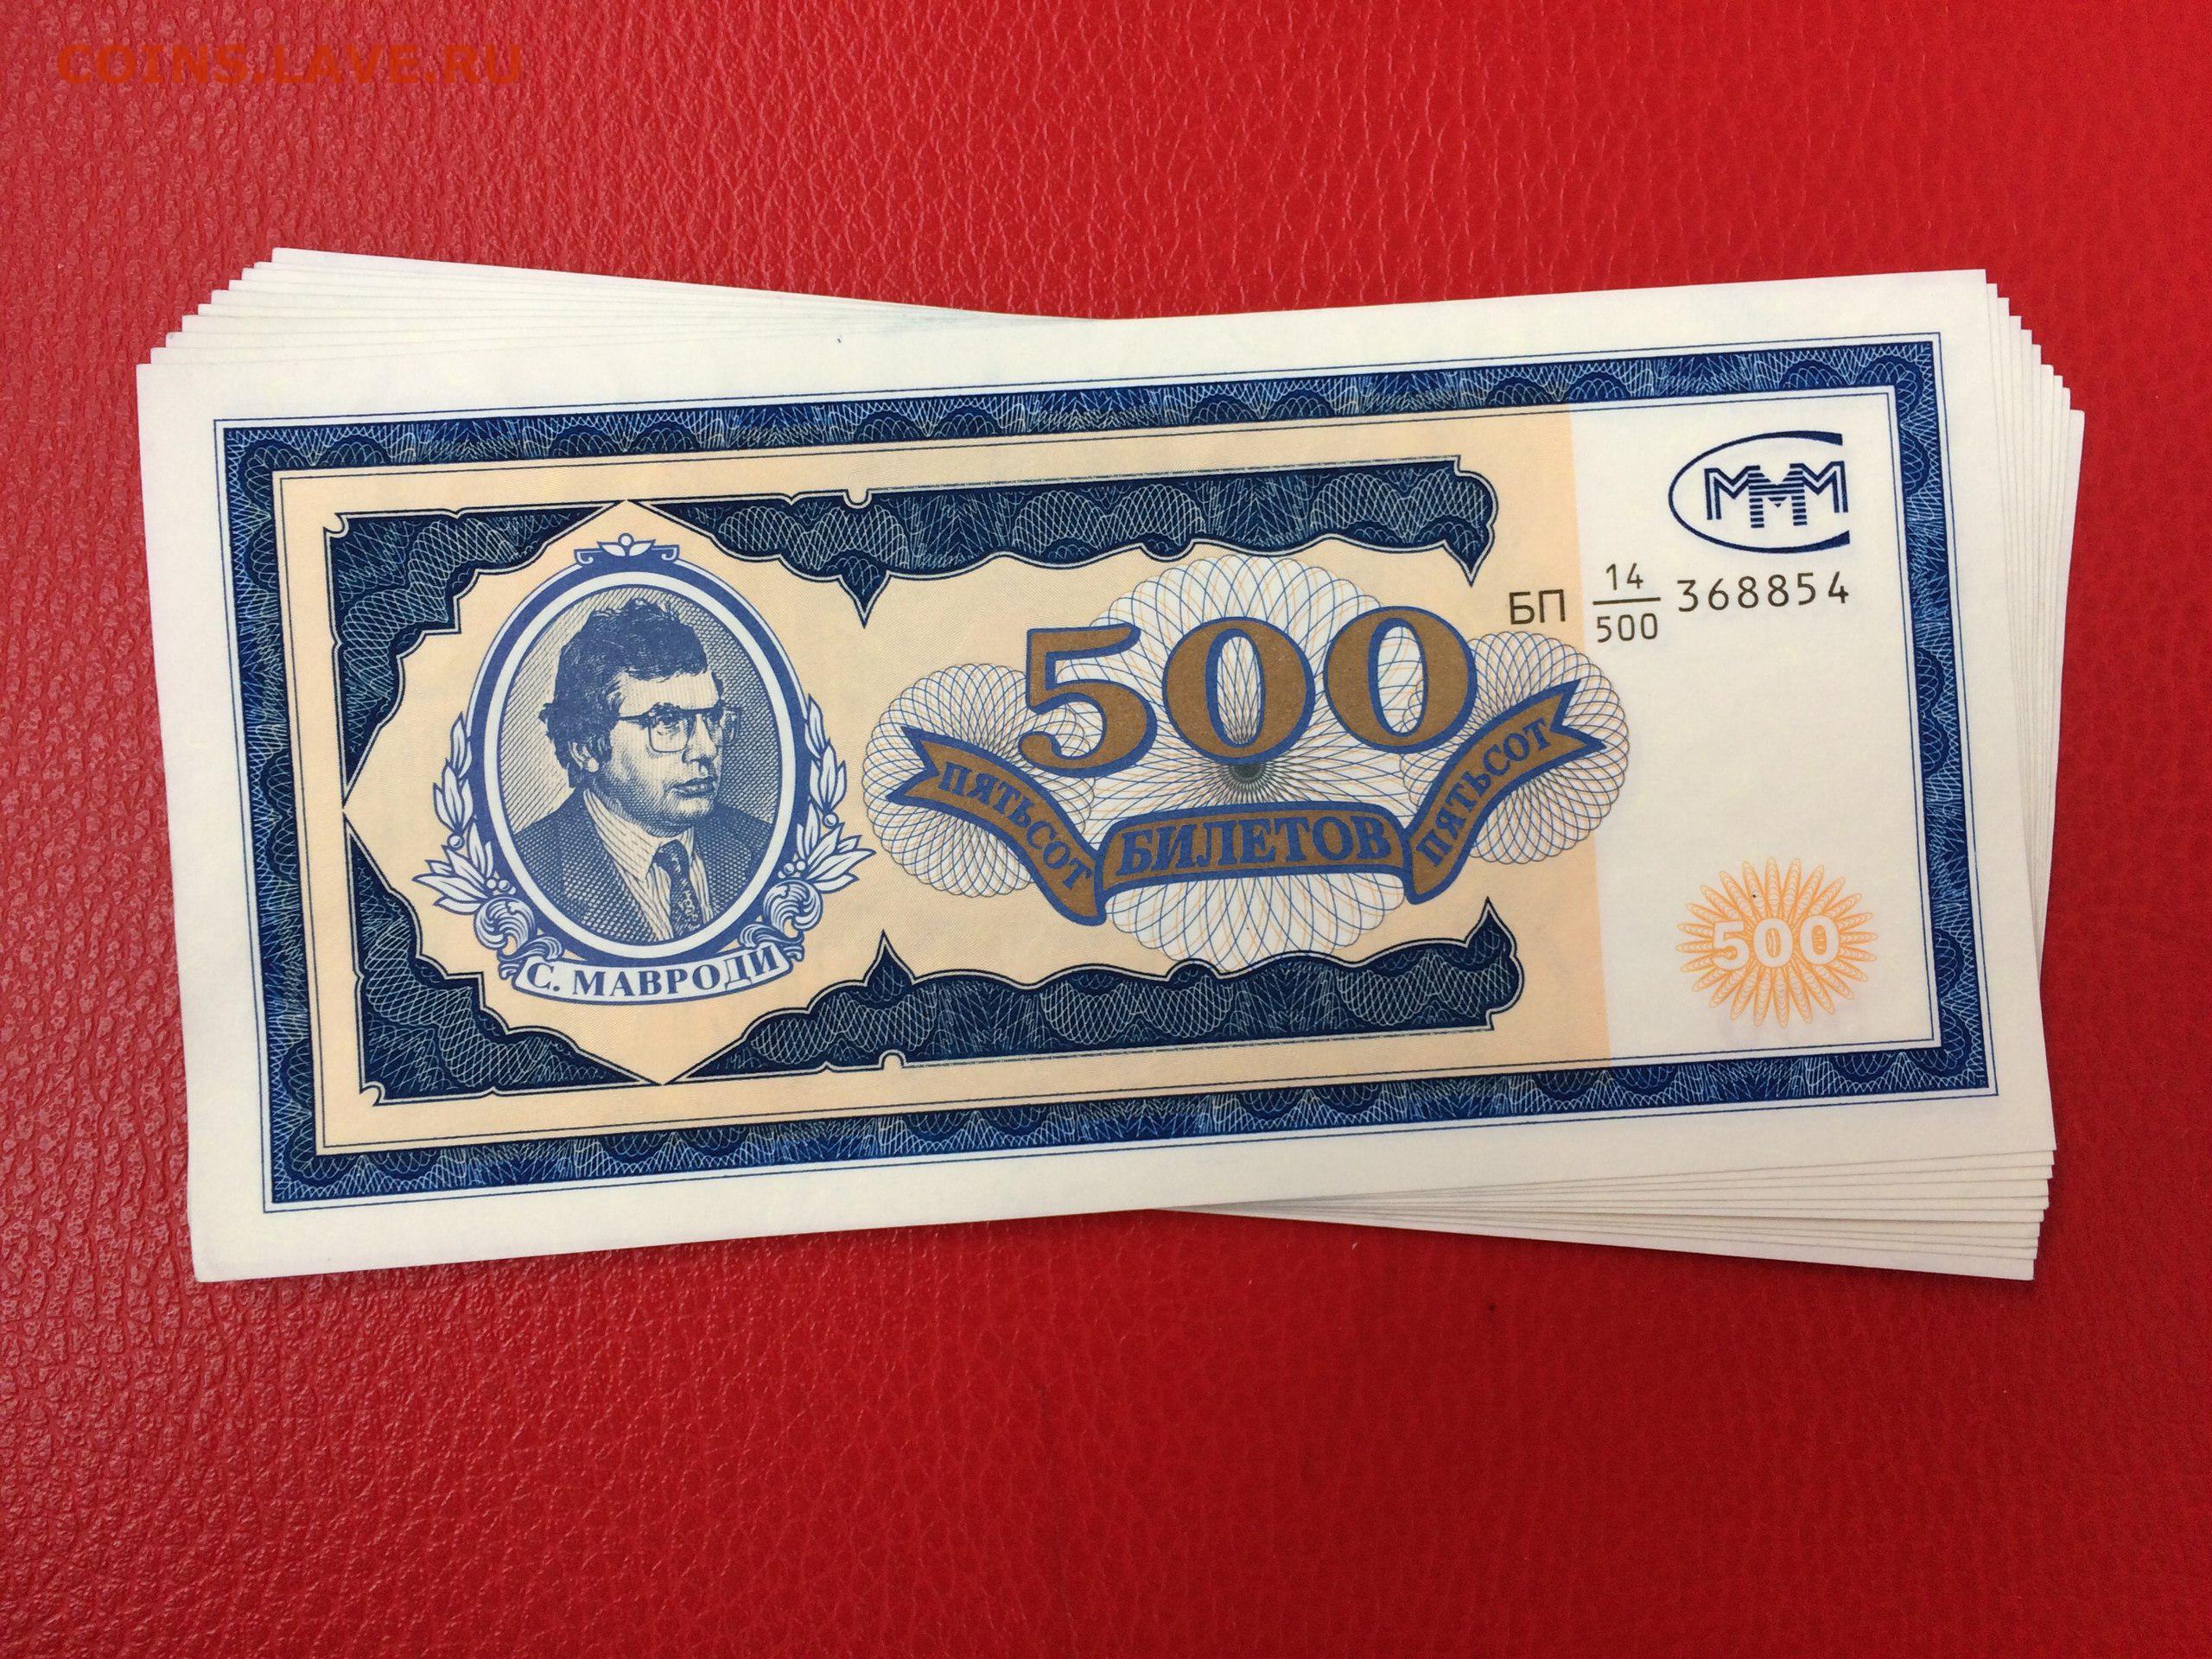 COINS.LAVE.RU
МММ
БП 14/500 368854
500
ПЯТЬСОТ БИЛЕТОВ ПЯТЬСОТ
500
С. МАВРОДИ